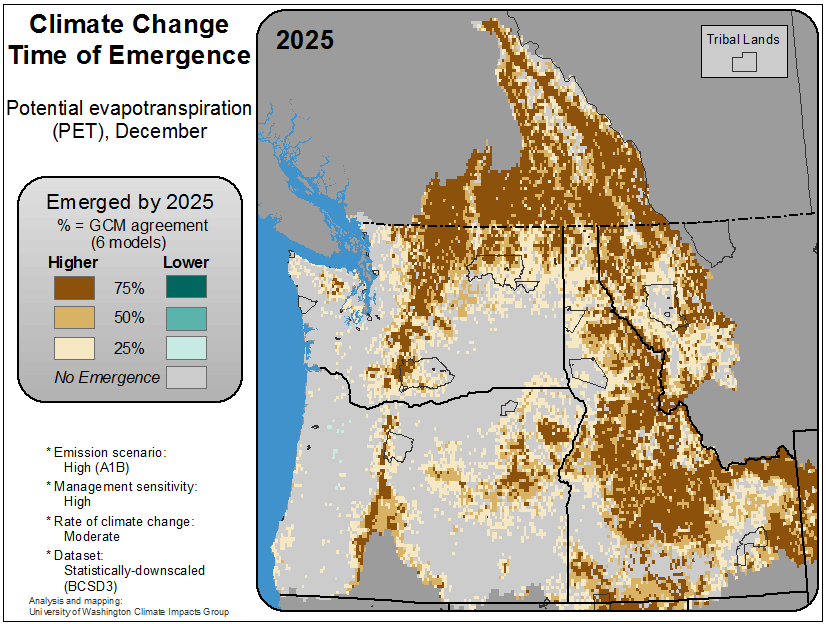 Climate Change
Time of Emergence
Potential evapotranspiration
(PET), December
Emerged by 2025
% = GCM agreement
(6 models)
Higher Lower
75%
50%
25%
No Emergence
* Emission scenario:
High (A1B)
* Management sensitivity:
High
* Rate of climate change:
Moderate
* Dataset:
Statistically-downscaled
(BCSD3)
Analysis and mapping:
University of Washington Climate Impacts Group
2025
Tribal Lands